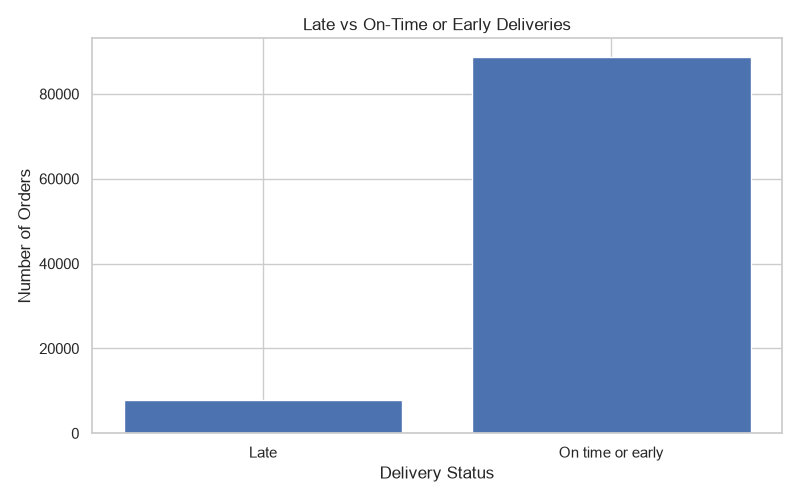 Late vs On-Time or Early Deliveries
Number of Orders
80000
60000
40000
20000
0
Late
On time or early
Delivery Status